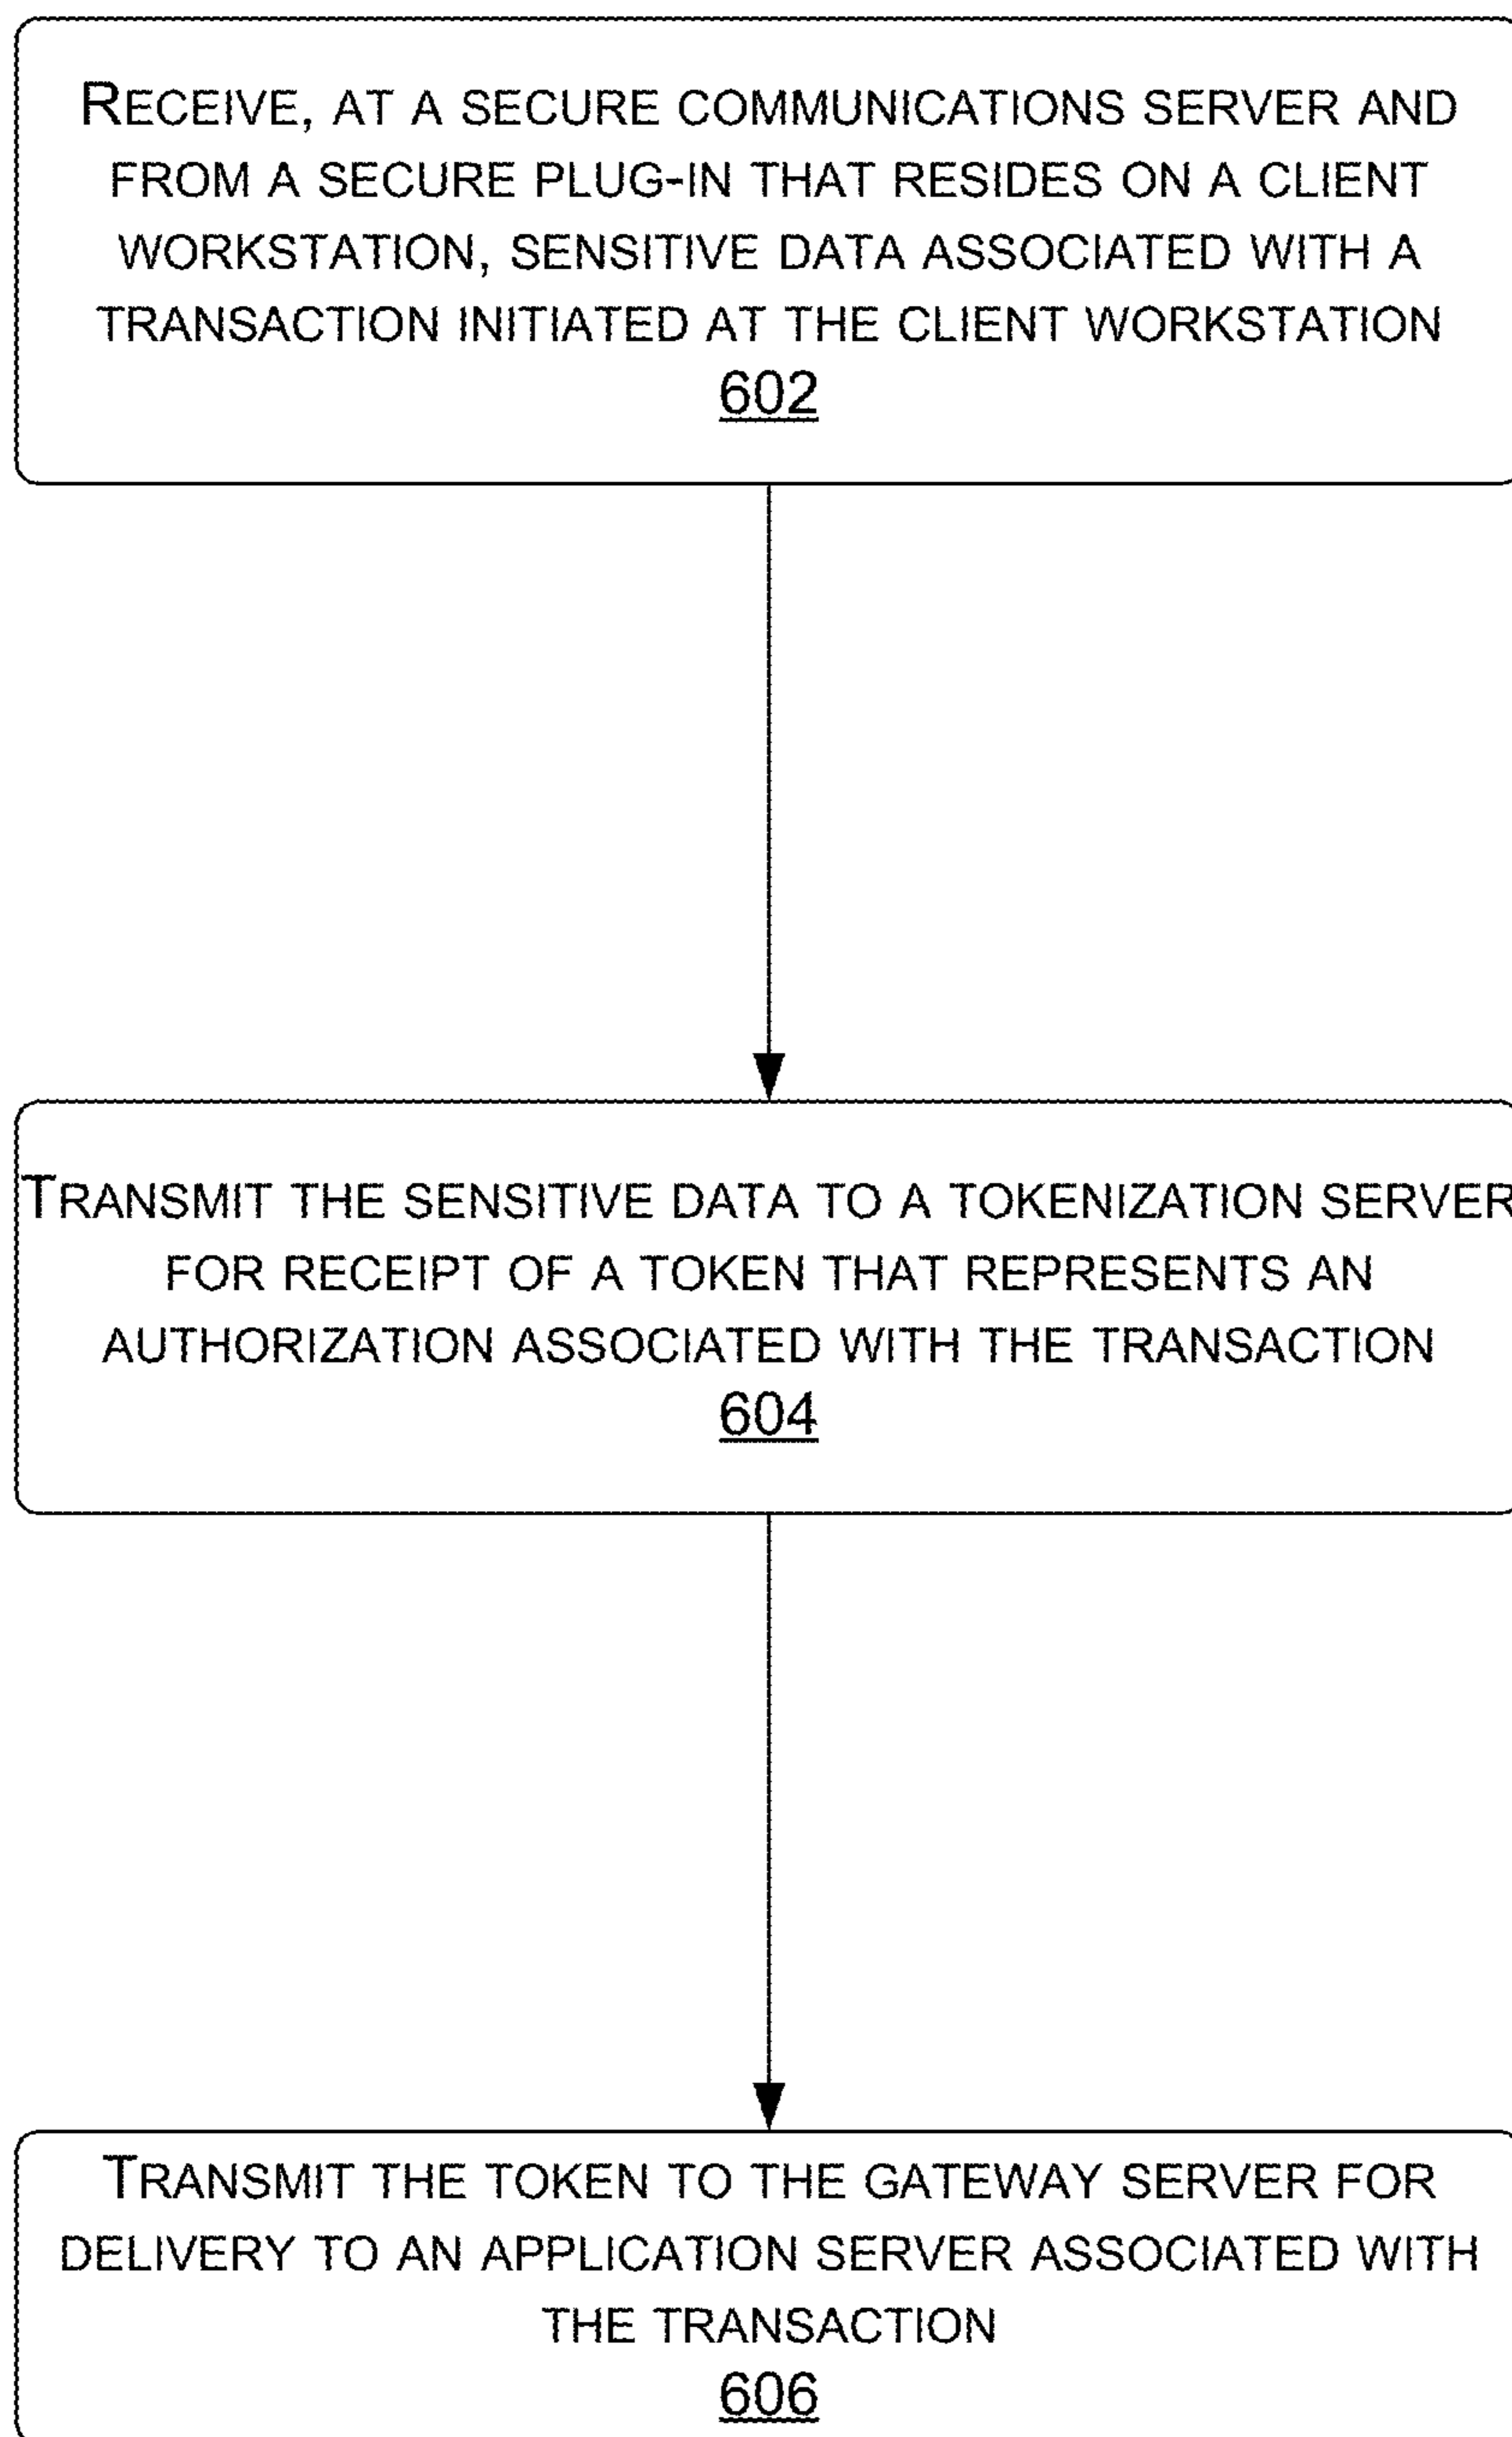 RECEIVE, AT A SECURE COMMUNICATIONS SERVER AND
FROM A SECURE PLUG-IN THAT RESIDES ON A CLIENT
WORKSTATION, SENSITIVE DATA ASSOCIATED WITH A
TRANSACTION INITIATED AT THE CLIENT WORKSTATION
602
TRANSMIT THE SENSITIVE DATA TO A TOKENIZATION SERVER
FOR RECEIPT OF A TOKEN THAT REPRESENTS AN
AUTHORIZATION ASSOCIATED WITH THE TRANSACTION
604
TRANSMIT THE TOKEN TO THE GATEWAY SERVER FOR
DELIVERY TO AN APPLICATION SERVER ASSOCIATED WITH
THE TRANSACTION
606